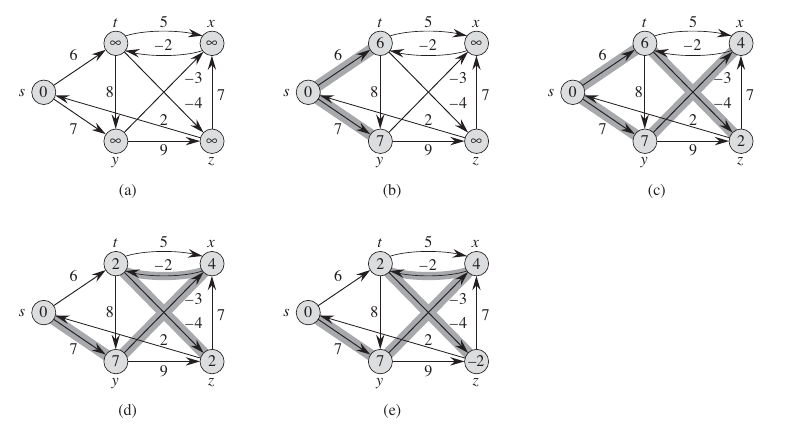 t 5 x
6 ∞ −2 ∞
s 0 8 −3 7
−4
7 2
∞ 9 ∞
y z
(a)
t 5 x
6 6 −2 ∞
s 0 8 −3 7
−4
7 2
7 9 ∞
y z
(b)
t 5 x
6 6 −2 4
s 0 8 −3 7
−4
7 2
7 9 2
y z
(c)
t 5 x
6 2 −2 4
s 0 8 −3 7
−4
7 2
7 9 2
y z
(d)
t 5 x
6 2 −2 4
s 0 8 −3 7
−4
7 2
7 9 −2
y z
(e)